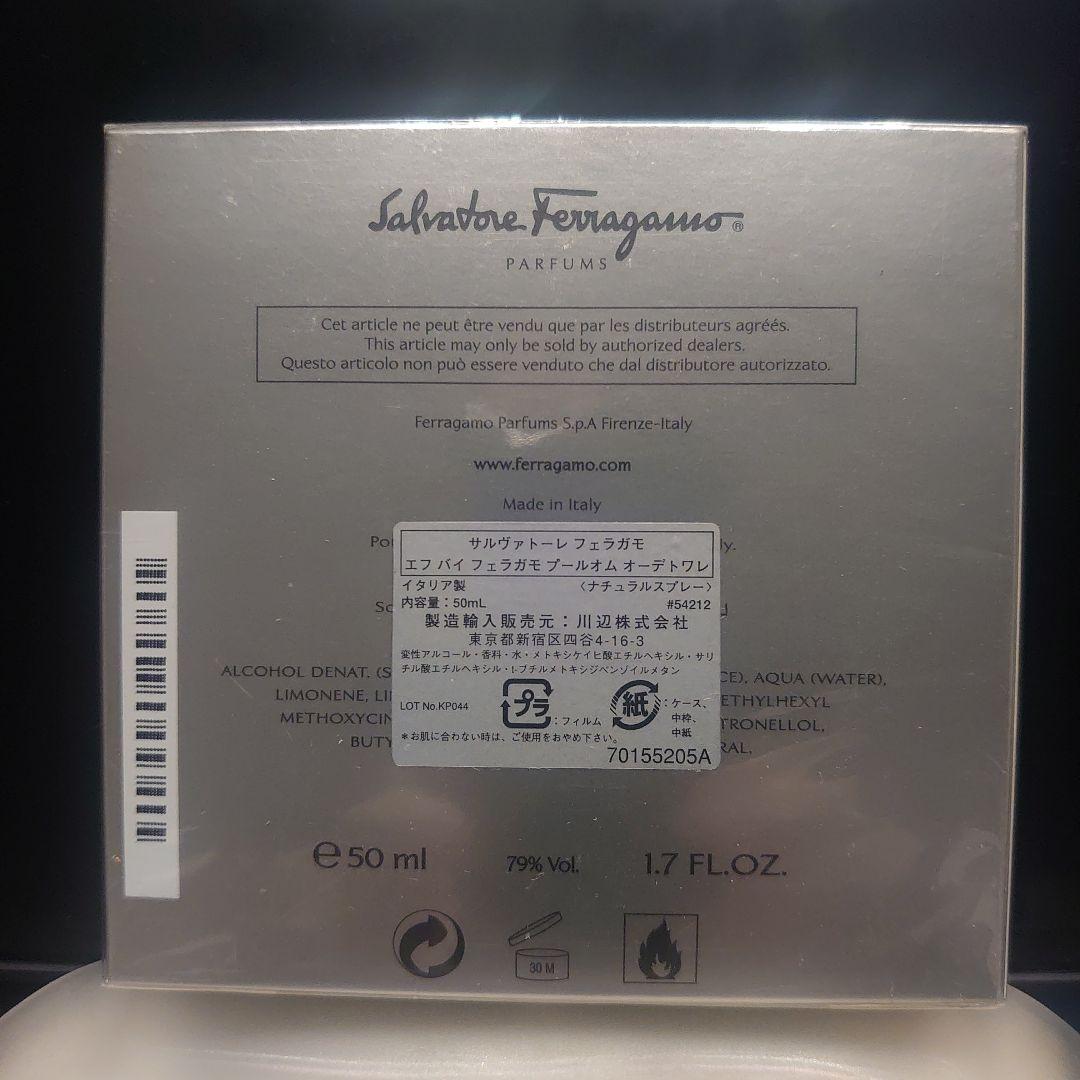 Salvatore Ferragamo®
PARFUMS
Cet article ne peut être vendu que par les distributeurs agréés.
This article may only be sold by authorized dealers.
Questo articolo non può essere venduto che dal distributore autorizzato.
Ferragamo Parfums S.p.A Firenze-Italy
www.ferragamo.com
Made in Italy
サルヴァトーレ フェラガモ
エフ バイ フェラガモ プールオム オーデトワレ
イタリア製 〈ナチュラルスプレー〉
内容量：50mL #54212
製造輸入販売元：川辺株式会社
東京都新宿区四谷4-16-3
変性アルコール・香料・水・メトキシケイヒ酸エチルヘキシル・サリ
チル酸エチルヘキシル・t-ブチルメトキシジベンゾイルメタン
LOT No.KP044 プラ：フィルム 紙：ケース、
中枠、
中紙
＊お肌に合わない時は、ご使用をおやめ下さい。
70155205A
ALCOHOL DENAT. AQUA (WATER),
LIMONENE, ETHYLHEXYL
e 50 ml 79% Vol. 1.7 FL.OZ.
30 M